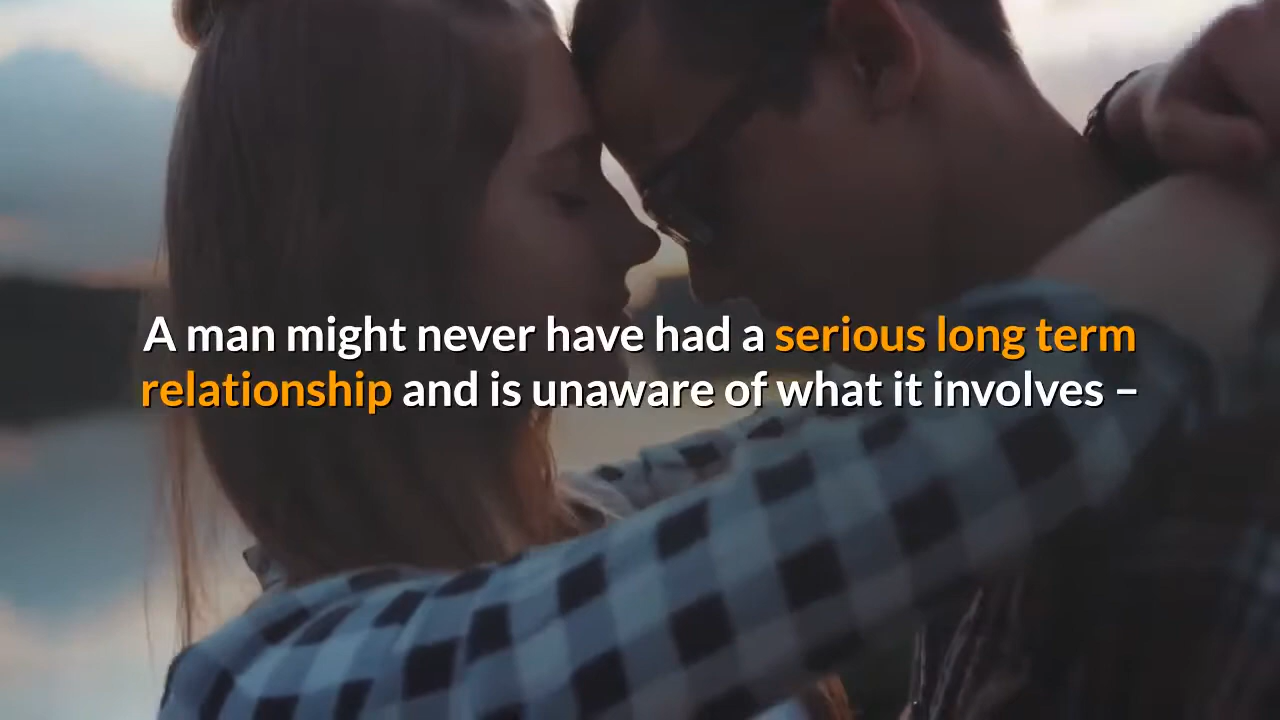 A man might never have had a serious long term
relationship and is unaware of what it involves –